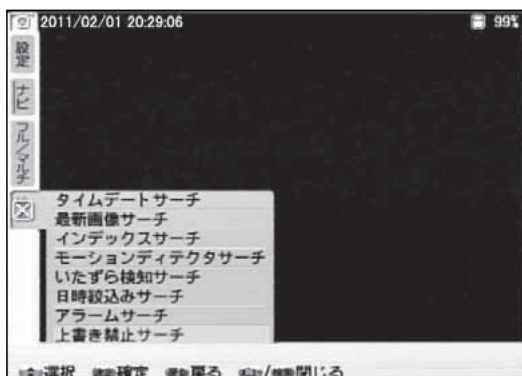 2011/02/01 20:29:06 99%
設定
ナビ
フル/マルチ
タイムデートサーチ
最新画像サーチ
インデックスサーチ
モーションディテクタサーチ
いたずら検知サーチ
日時絞込みサーチ
アラームサーチ
上書き禁止サーチ
選択 確定 戻る / 閉じる